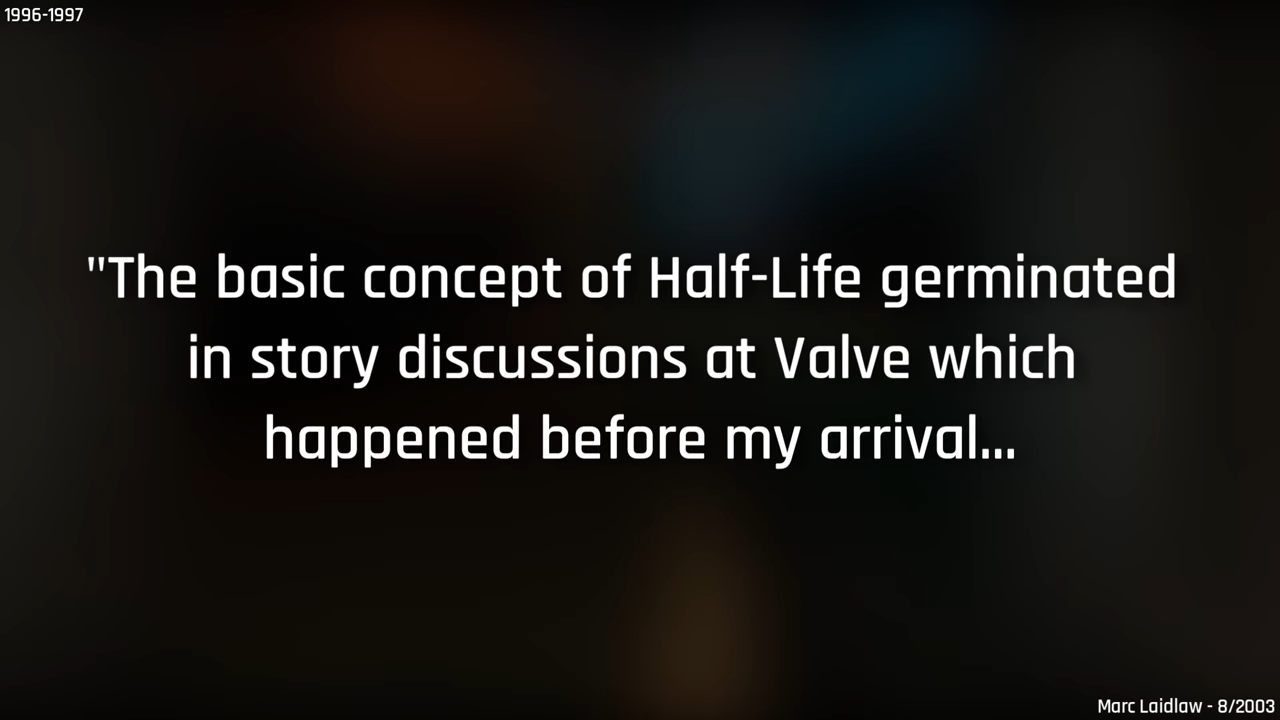 1996-1997
"The basic concept of Half-Life germinated
in story discussions at Valve which
happened before my arrival...
Marc Laidlaw - 8/2003